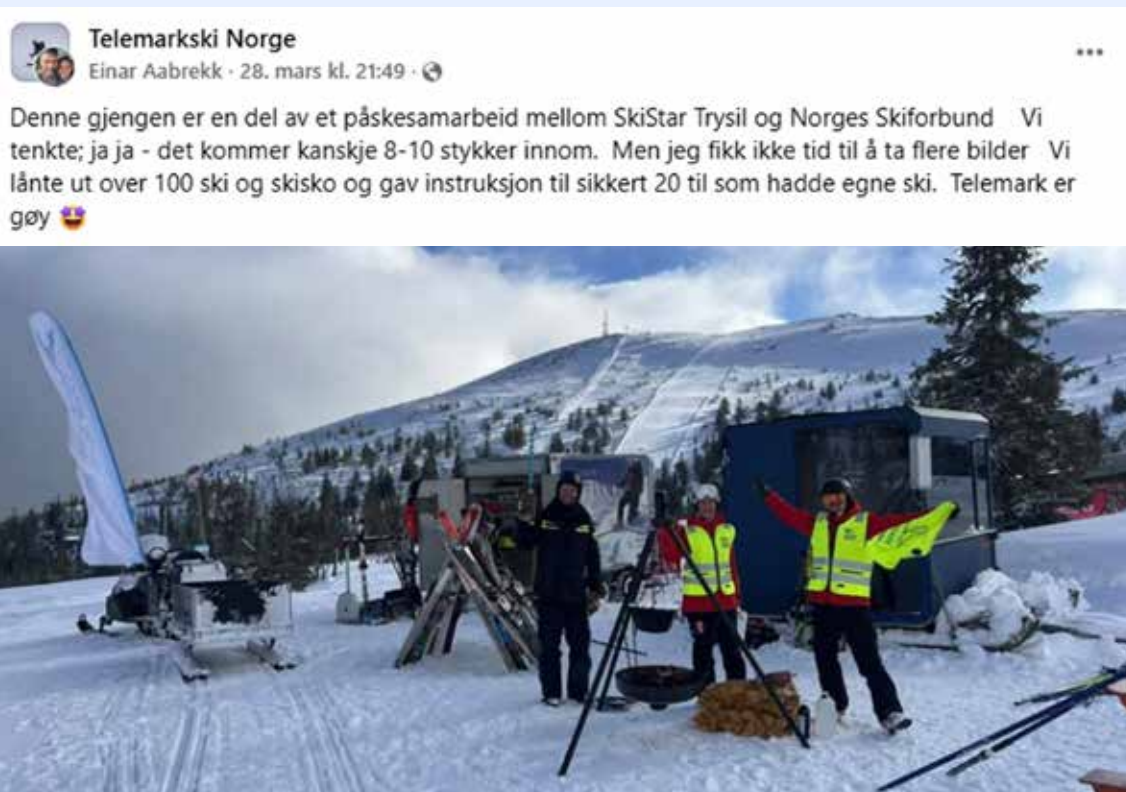 Telemarkski Norge
Einar Aabrekk · 28. mars kl. 21:49 ·
Denne gjengen er en del av et påskesamarbeid mellom SkiStar Trysil og Norges Skiforbund Vi
tenkte; ja ja - det kommer kanskje 8-10 stykker innom. Men jeg fikk ikke tid til å ta flere bilder Vi
lånte ut over 100 ski og skisko og gav instruksjon til sikkert 20 til som hadde egne ski. Telemark er
gøy 🤩